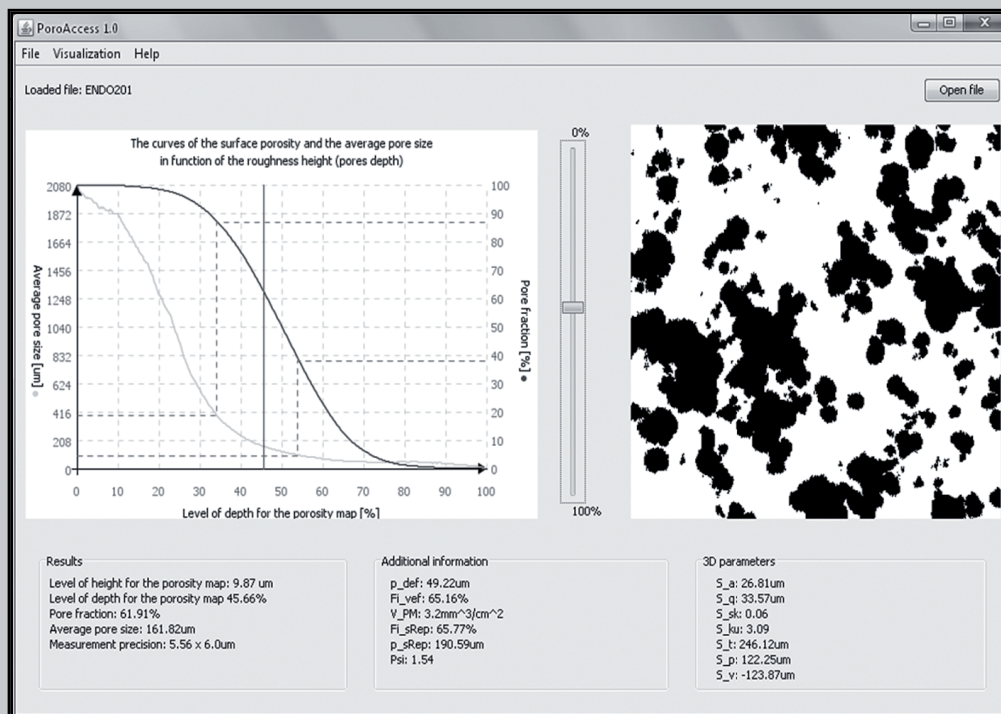 PoroAccess 1.0
File Visualization Help
Loaded file: ENDO201
Open file
The curves of the surface porosity and the average pore size
in function of the roughness height (pores depth)
2080
1872
1664
1456
1248
1040
832
624
416
208
0
Average pore size [um]
0 10 20 30 40 50 60 70 80 90 100
Level of depth for the porosity map [%]
100
90
80
70
60
50
40
30
20
10
0
Pore fraction [%]
0%
100%
Results
Level of height for the porosity map: 9.87 um
Level of depth for the porosity map 45.66%
Pore fraction: 61.91%
Average pore size: 161.82um
Measurement precision: 5.56 x 6.0um
Additional information
p_def: 49.22um
Fi_vef: 65.16%
V_PM: 3.2mm^3/cm^2
Fi_sRep: 65.77%
p_sRep: 190.59um
Psi: 1.54
3D parameters
S_a: 26.81um
S_q: 33.57um
S_sk: 0.06
S_ku: 3.09
S_t: 246.12um
S_p: 122.25um
S_v: -123.87um